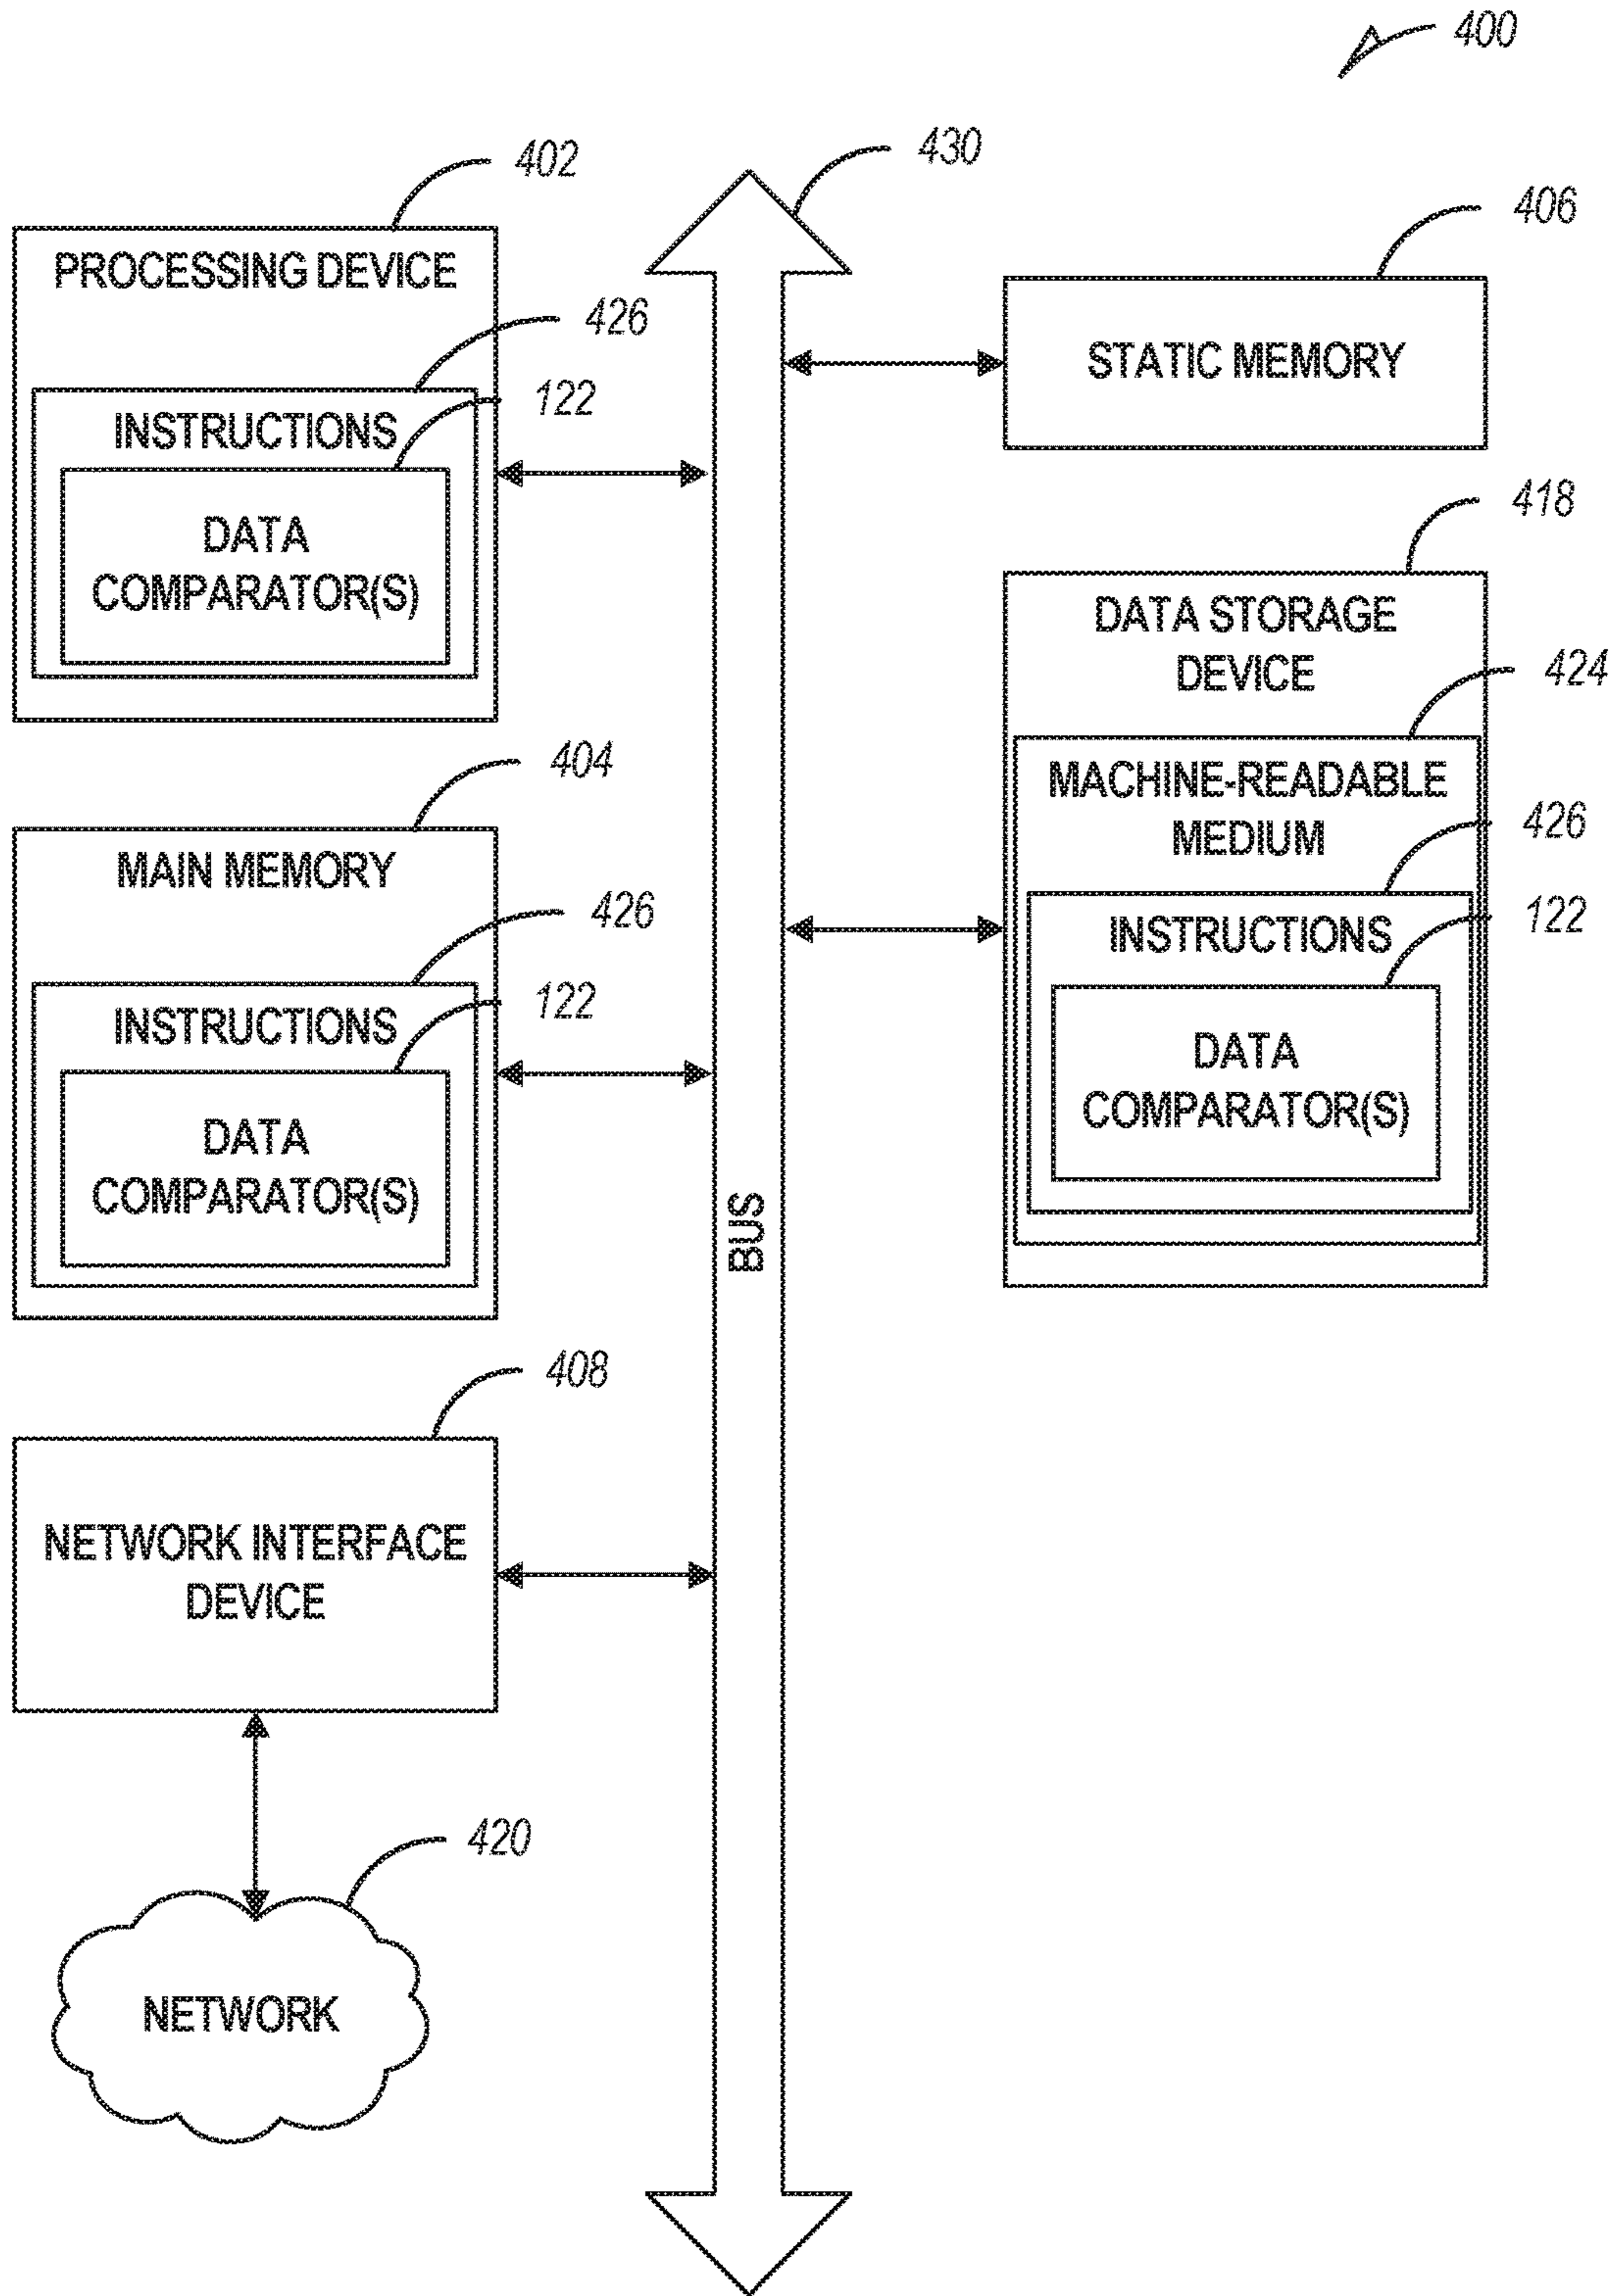 400
430
402
PROCESSING DEVICE
426
INSTRUCTIONS
122
DATA
COMPARATOR(S)
404
MAIN MEMORY
426
INSTRUCTIONS
122
DATA
COMPARATOR(S)
408
NETWORK INTERFACE
DEVICE
420
NETWORK
BUS
406
STATIC MEMORY
418
DATA STORAGE
DEVICE
424
MACHINE-READABLE
MEDIUM
426
INSTRUCTIONS
122
DATA
COMPARATOR(S)